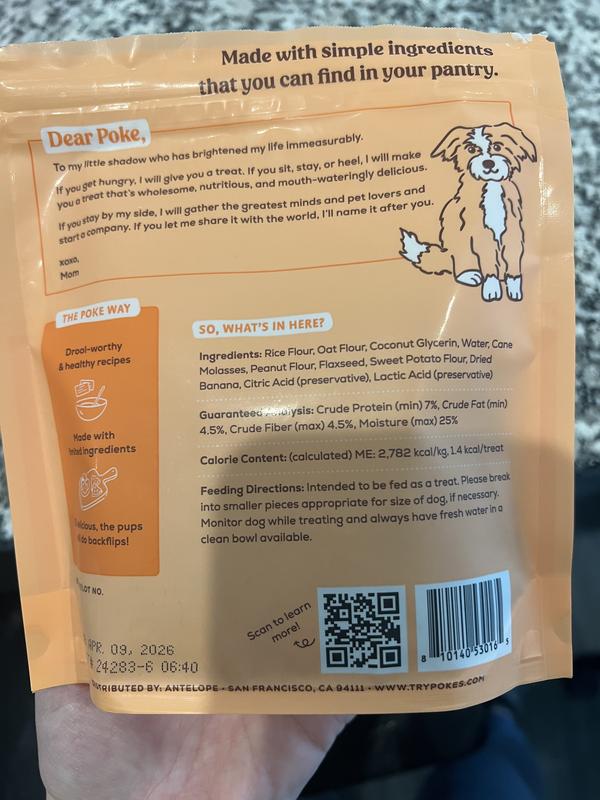 Made with simple ingredients
that you can find in your pantry.
Dear Poke,
To my little shadow who has brightened my life immeasurably.
If you get hungry, I will give you a treat. If you sit, stay, or heel, I will make
you a treat that's wholesome, nutritious, and mouth-wateringly delicious.
If you stay by my side, I will gather the greatest minds and pet lovers and
start a company. If you let me share it with the world, I'll name it after you.
xoxo,
Mom
THE POKE WAY
Drool-worthy
& healthy recipes
Made with
limited ingredients
Delicious, the pups
do backflips!
SO, WHAT'S IN HERE?
Ingredients: Rice Flour, Oat Flour, Coconut Glycerin, Water, Cane
Molasses, Peanut Flour, Flaxseed, Sweet Potato Flour, Dried
Banana, Citric Acid (preservative), Lactic Acid (preservative)
Guaranteed Analysis: Crude Protein (min) 7%, Crude Fat (min)
4.5%, Crude Fiber (max) 4.5%, Moisture (max) 25%
Calorie Content: (calculated) ME: 2,782 kcal/kg, 1.4 kcal/treat
Feeding Directions: Intended to be fed as a treat. Please break
into smaller pieces appropriate for size of dog, if necessary.
Monitor dog while treating and always have fresh water in a
clean bowl available.
LOT NO.
APR. 09, 2026
24283-6 06:40
Scan to learn
more!
8 10140 53016 5
DISTRIBUTED BY: ANTELOPE • SAN FRANCISCO, CA 94111 • WWW.TRYPOKES.COM